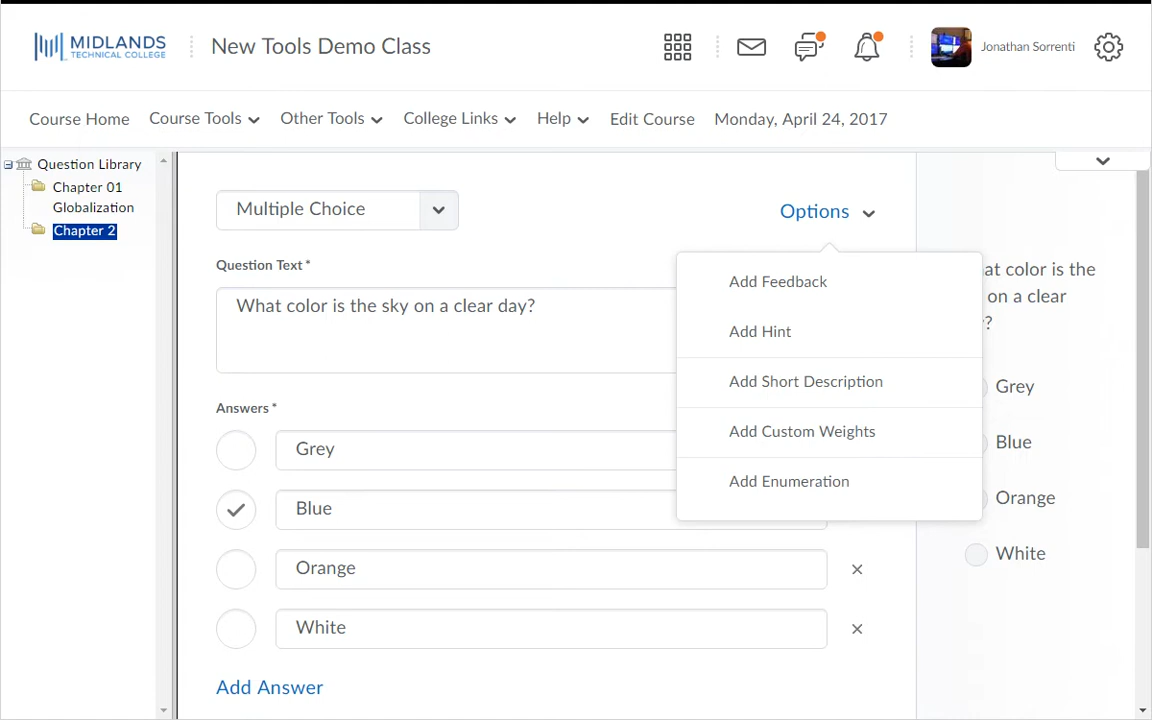 MIDLANDS
TECHNICAL COLLEGE
New Tools Demo Class
Jonathan Sorrenti
Course Home
Course Tools
Other Tools
College Links
Help
Edit Course
Monday, April 24, 2017
Question Library
Chapter 01
Globalization
Chapter 2
Multiple Choice
Options
Question Text *
What color is the sky on a clear day?
Add Feedback
Add Hint
Add Short Description
Add Custom Weights
Add Enumeration
Answers *
Grey
Blue
Orange
White
Add Answer
at color is the
on a clear
?
Grey
Blue
Orange
White